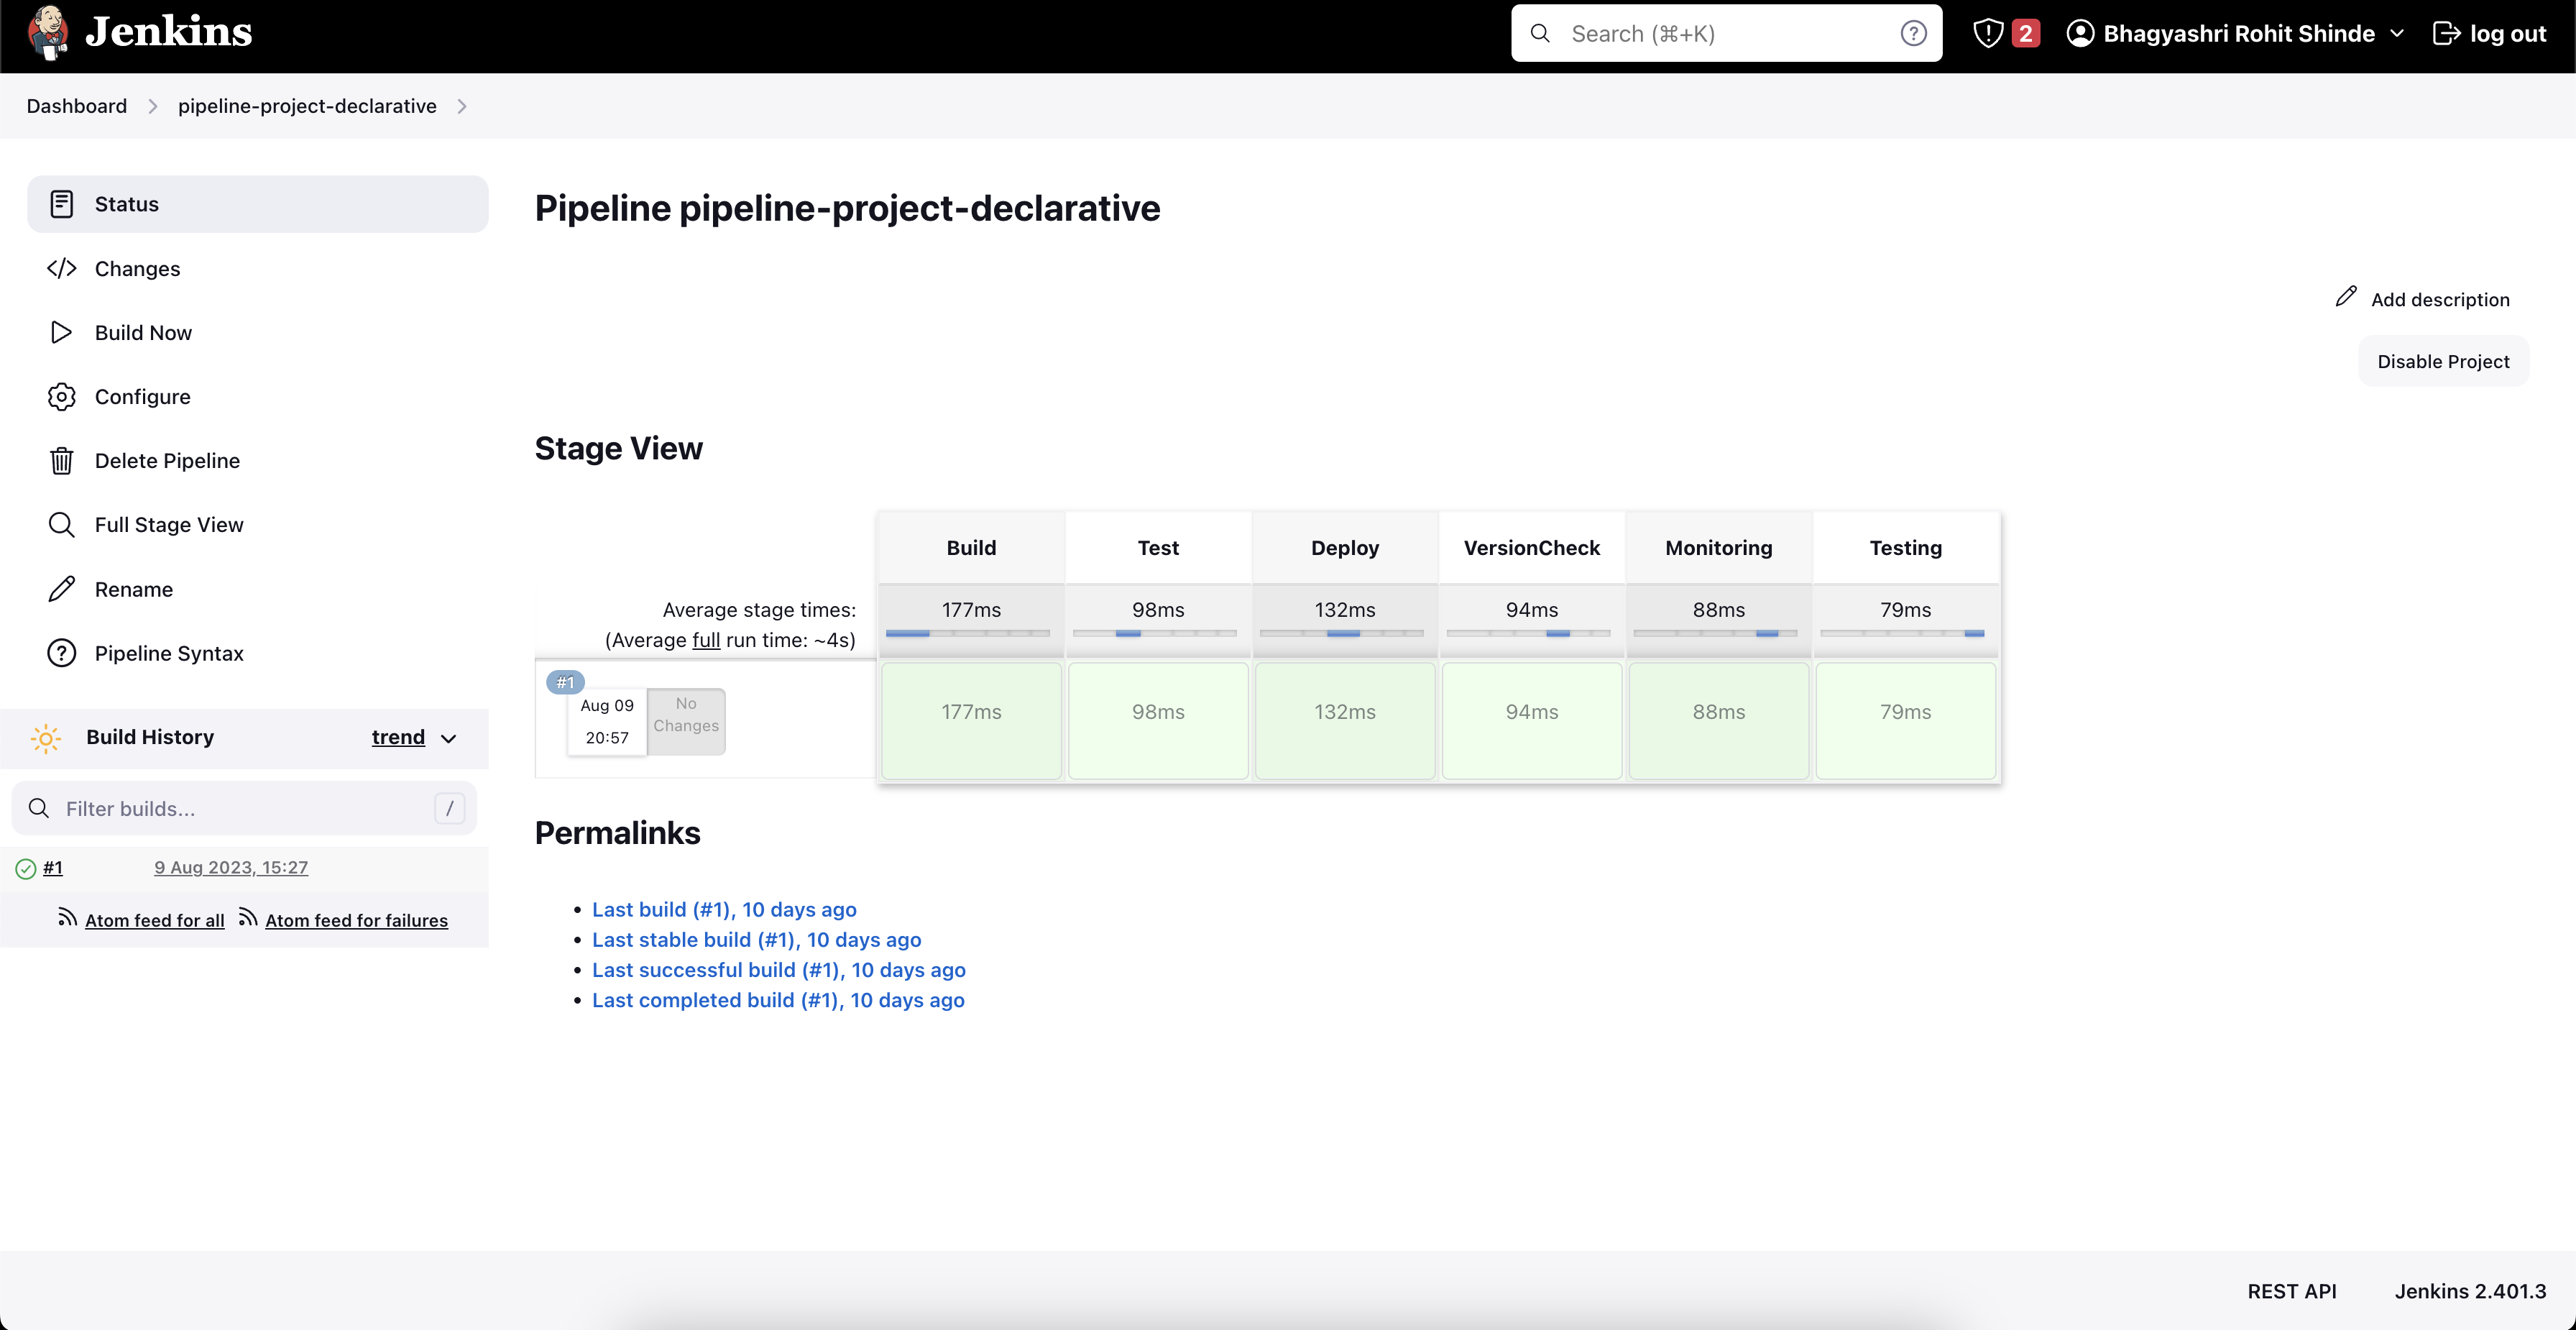 Jenkins
Search (⌘+K)
2
Bhagyashri Rohit Shinde
log out
Dashboard
pipeline-project-declarative
Status
Changes
Build Now
Configure
Delete Pipeline
Full Stage View
Rename
Pipeline Syntax
Build History
trend
Filter builds...
/
#1
9 Aug 2023, 15:27
Atom feed for all
Atom feed for failures
Pipeline pipeline-project-declarative
Add description
Disable Project
Stage View
Build Test Deploy VersionCheck Monitoring Testing
Average stage times:
(Average full run time: ~4s)
177ms 98ms 132ms 94ms 88ms 79ms
#1
Aug 09
20:57
No
Changes
177ms 98ms 132ms 94ms 88ms 79ms
Permalinks
Last build (#1), 10 days ago
Last stable build (#1), 10 days ago
Last successful build (#1), 10 days ago
Last completed build (#1), 10 days ago
REST API
Jenkins 2.401.3